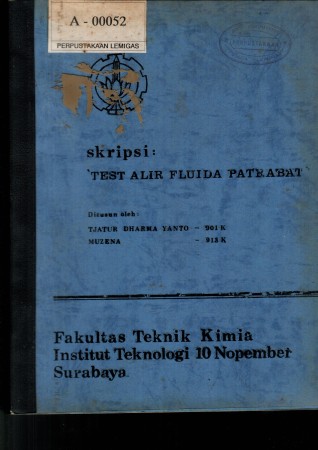 A - 00052
PERPUSTAKAAN LEMIGAS
skripsi:
"TEST ALIR FLUIDA PATRABAT"
Disusun oleh:
TJATUR DHARMA YANTO - 901 K
MUZENA - 918 K
Fakultas Teknik Kimia
Institut Teknologi 10 Nopember
Surabaya